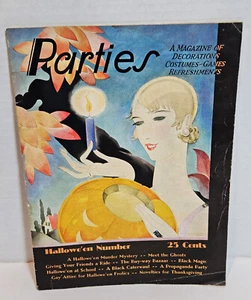 Parties
A MAGAZINE OF
DECORATIONS
COSTUMES-GAMES
REFRESHMENTS
Hallowe'en Number
25 Cents
A Hallowe'en Murder Mystery -- Meet the Ghosts
Giving Your Friends a Ride -- The Day-way Farout -- Black Magic
Hallowe'en at School -- A Black Caterwaul -- A Propaganda Party
Gay Attire for Hallowe'en Frolics -- Novelties for Thanksgiving